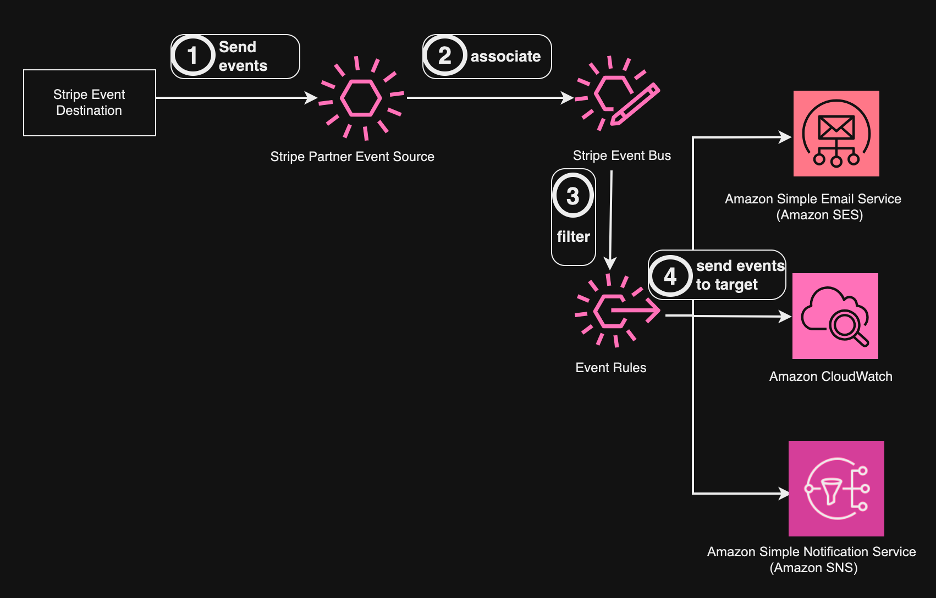 1 Send
events
2 associate
Stripe Event
Destination
Stripe Partner Event Source
Stripe Event Bus
3
filter
Amazon Simple Email Service
(Amazon SES)
4 send events
to target
Event Rules
Amazon CloudWatch
Amazon Simple Notification Service
(Amazon SNS)